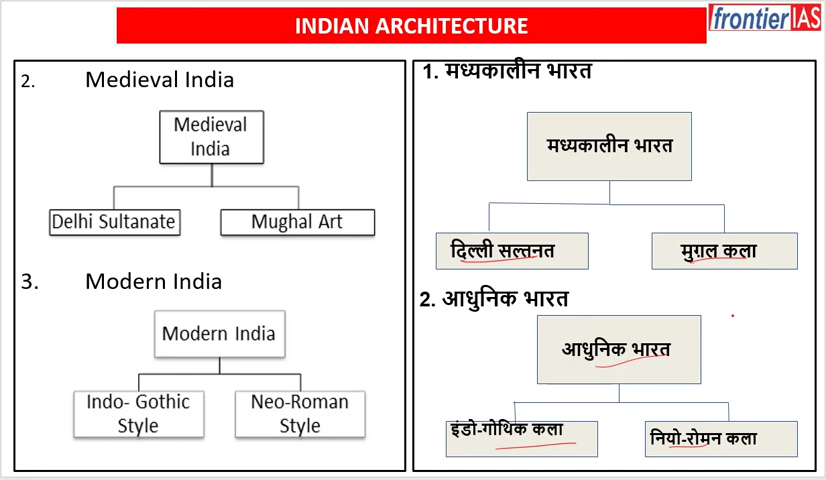 INDIAN ARCHITECTURE
frontierIAS
2. Medieval India
Medieval
India
Delhi Sultanate
Mughal Art
3. Modern India
Modern India
Indo- Gothic
Style
Neo-Roman
Style
1. मध्यकालीन भारत
मध्यकालीन भारत
दिल्ली सल्तनत
मुग़ल कला
2. आधुनिक भारत
आधुनिक भारत
इंडो-गोथिक कला
नियो-रोमन कला